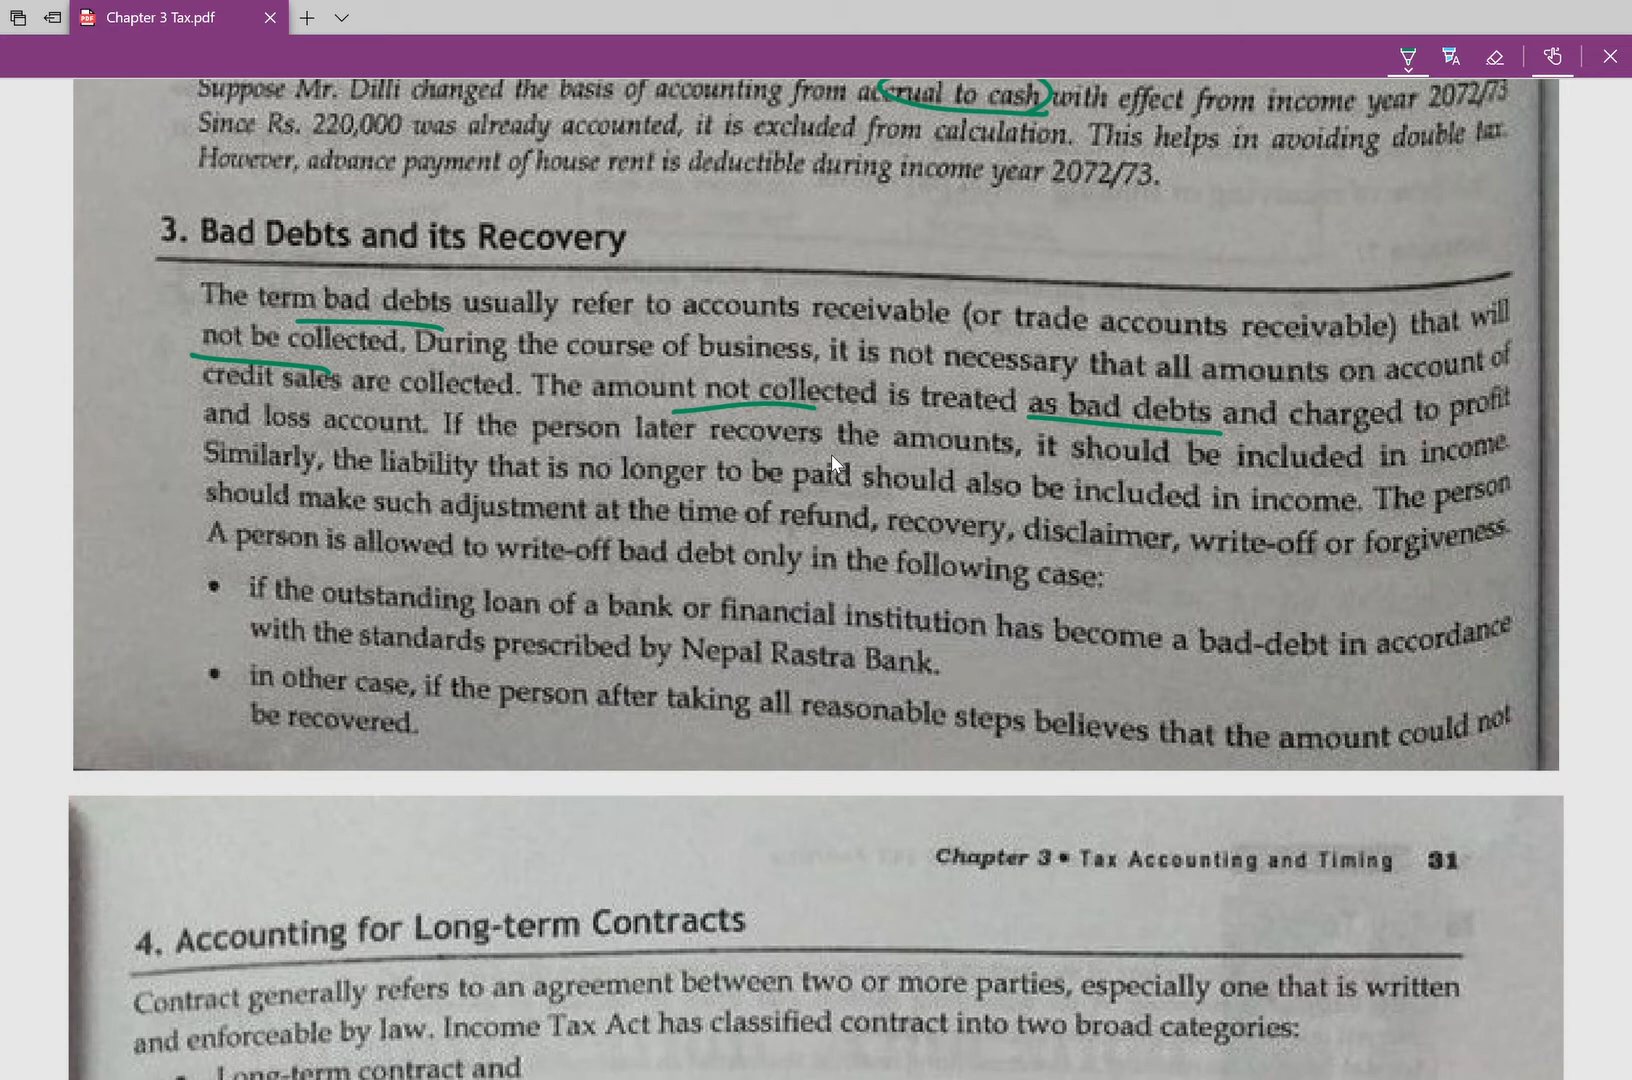 Chapter 3 Tax.pdf
Suppose Mr. Dilli changed the basis of accounting from accrual to cash with effect from income year 2072/73
Since Rs. 220,000 was already accounted, it is excluded from calculation. This helps in avoiding double tax.
However, advance payment of house rent is deductible during income year 2072/73.
3. Bad Debts and its Recovery
The term bad debts usually refer to accounts receivable (or trade accounts receivable) that will
not be collected. During the course of business, it is not necessary that all amounts on account of
credit sales are collected. The amount not collected is treated as bad debts and charged to profit
and loss account. If the person later recovers the amounts, it should be included in income.
Similarly, the liability that is no longer to be paid should also be included in income. The person
should make such adjustment at the time of refund, recovery, disclaimer, write-off or forgiveness.
A person is allowed to write-off bad debt only in the following case:
• if the outstanding loan of a bank or financial institution has become a bad-debt in accordance
with the standards prescribed by Nepal Rastra Bank.
• in other case, if the person after taking all reasonable steps believes that the amount could not
be recovered.
Chapter 3 • Tax Accounting and Timing 31
4. Accounting for Long-term Contracts
Contract generally refers to an agreement between two or more parties, especially one that is written
and enforceable by law. Income Tax Act has classified contract into two broad categories:
• Long-term contract and